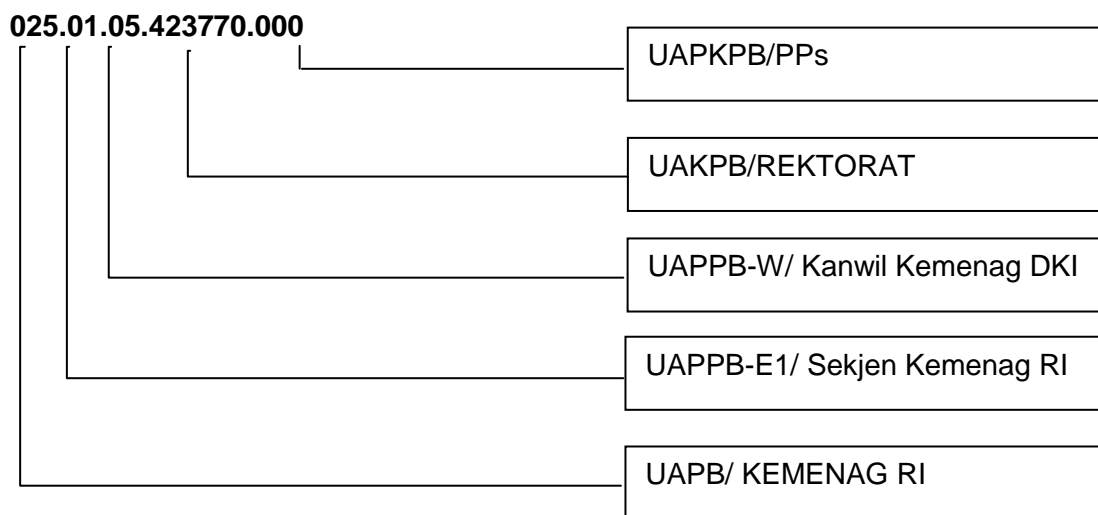 025.01.05.423770.000
UAPKPB/PPs
UAKPB/REKTORAT
UAPPB-W/ Kanwil Kemenag DKI
UAPPB-E1/ Sekjen Kemenag RI
UAPB/ KEMENAG RI